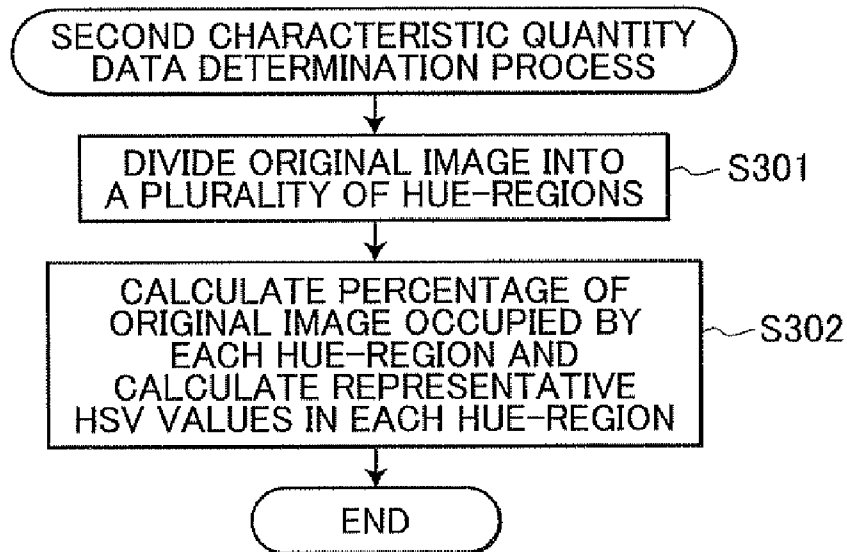 SECOND CHARACTERISTIC QUANTITY
DATA DETERMINATION PROCESS
DIVIDE ORIGINAL IMAGE INTO
A PLURALITY OF HUE-REGIONS
S301
CALCULATE PERCENTAGE OF
ORIGINAL IMAGE OCCUPIED BY
EACH HUE-REGION AND
CALCULATE REPRESENTATIVE
HSV VALUES IN EACH HUE-REGION
S302
END